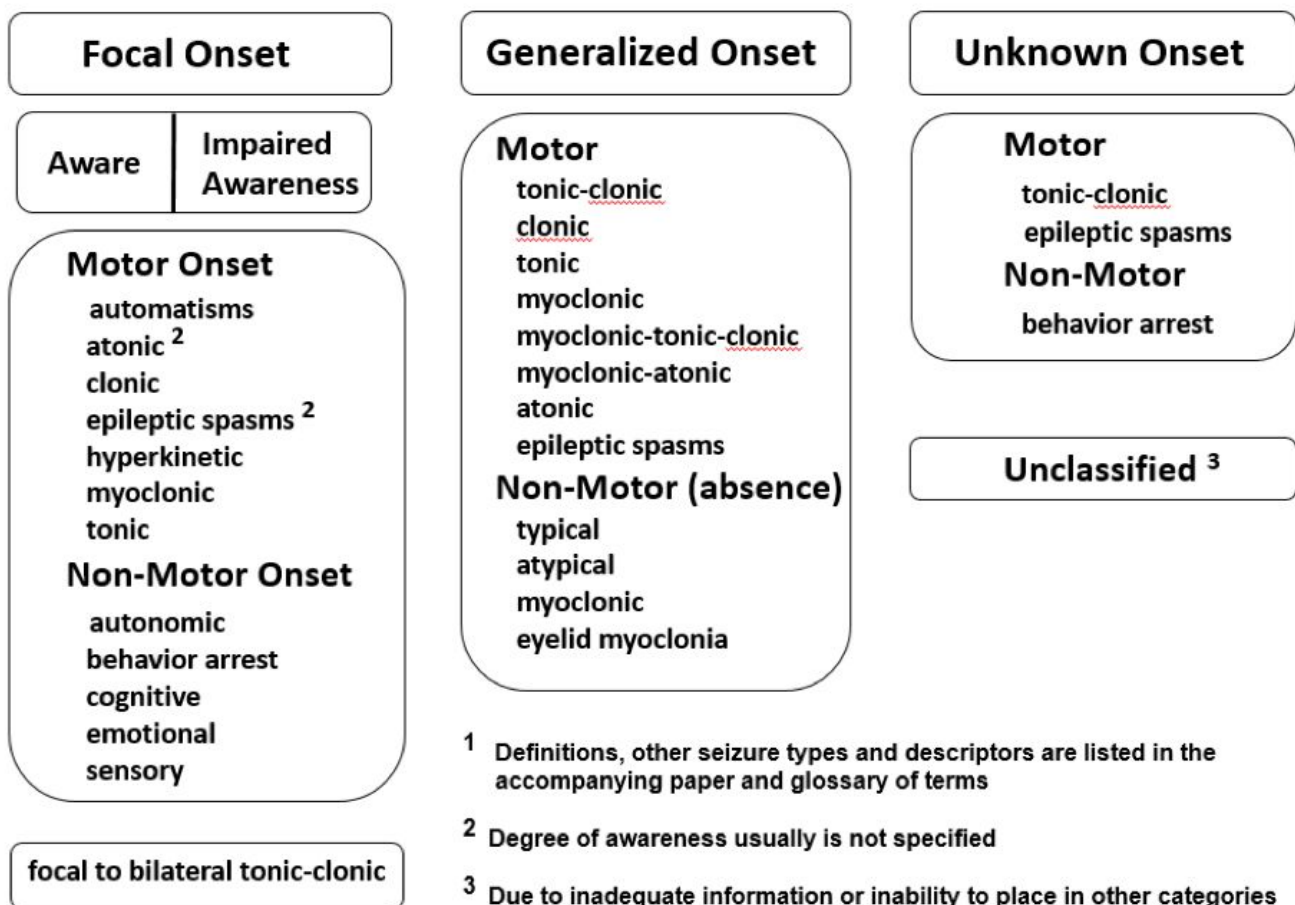 Focal Onset
Aware
Impaired
Awareness
Motor Onset
automatisms
atonic 2
clonic
epileptic spasms 2
hyperkinetic
myoclonic
tonic
Non-Motor Onset
autonomic
behavior arrest
cognitive
emotional
sensory
focal to bilateral tonic-clonic
Generalized Onset
Motor
tonic-clonic
clonic
tonic
myoclonic
myoclonic-tonic-clonic
myoclonic-atonic
atonic
epileptic spasms
Non-Motor (absence)
typical
atypical
myoclonic
eyelid myoclonia
Unknown Onset
Motor
tonic-clonic
epileptic spasms
Non-Motor
behavior arrest
Unclassified 3
1 Definitions, other seizure types and descriptors are listed in the
accompanying paper and glossary of terms
2 Degree of awareness usually is not specified
3 Due to inadequate information or inability to place in other categories